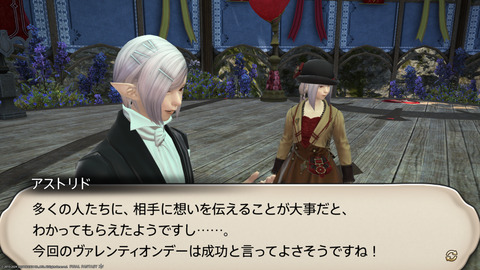 アストリド
多くの人たちに、相手に想いを伝えることが大事だと、
わかってもらえたようですし……。
今回のヴァレンティオンデーは成功と言ってよさそうですね！
FINAL FANTASY XIV